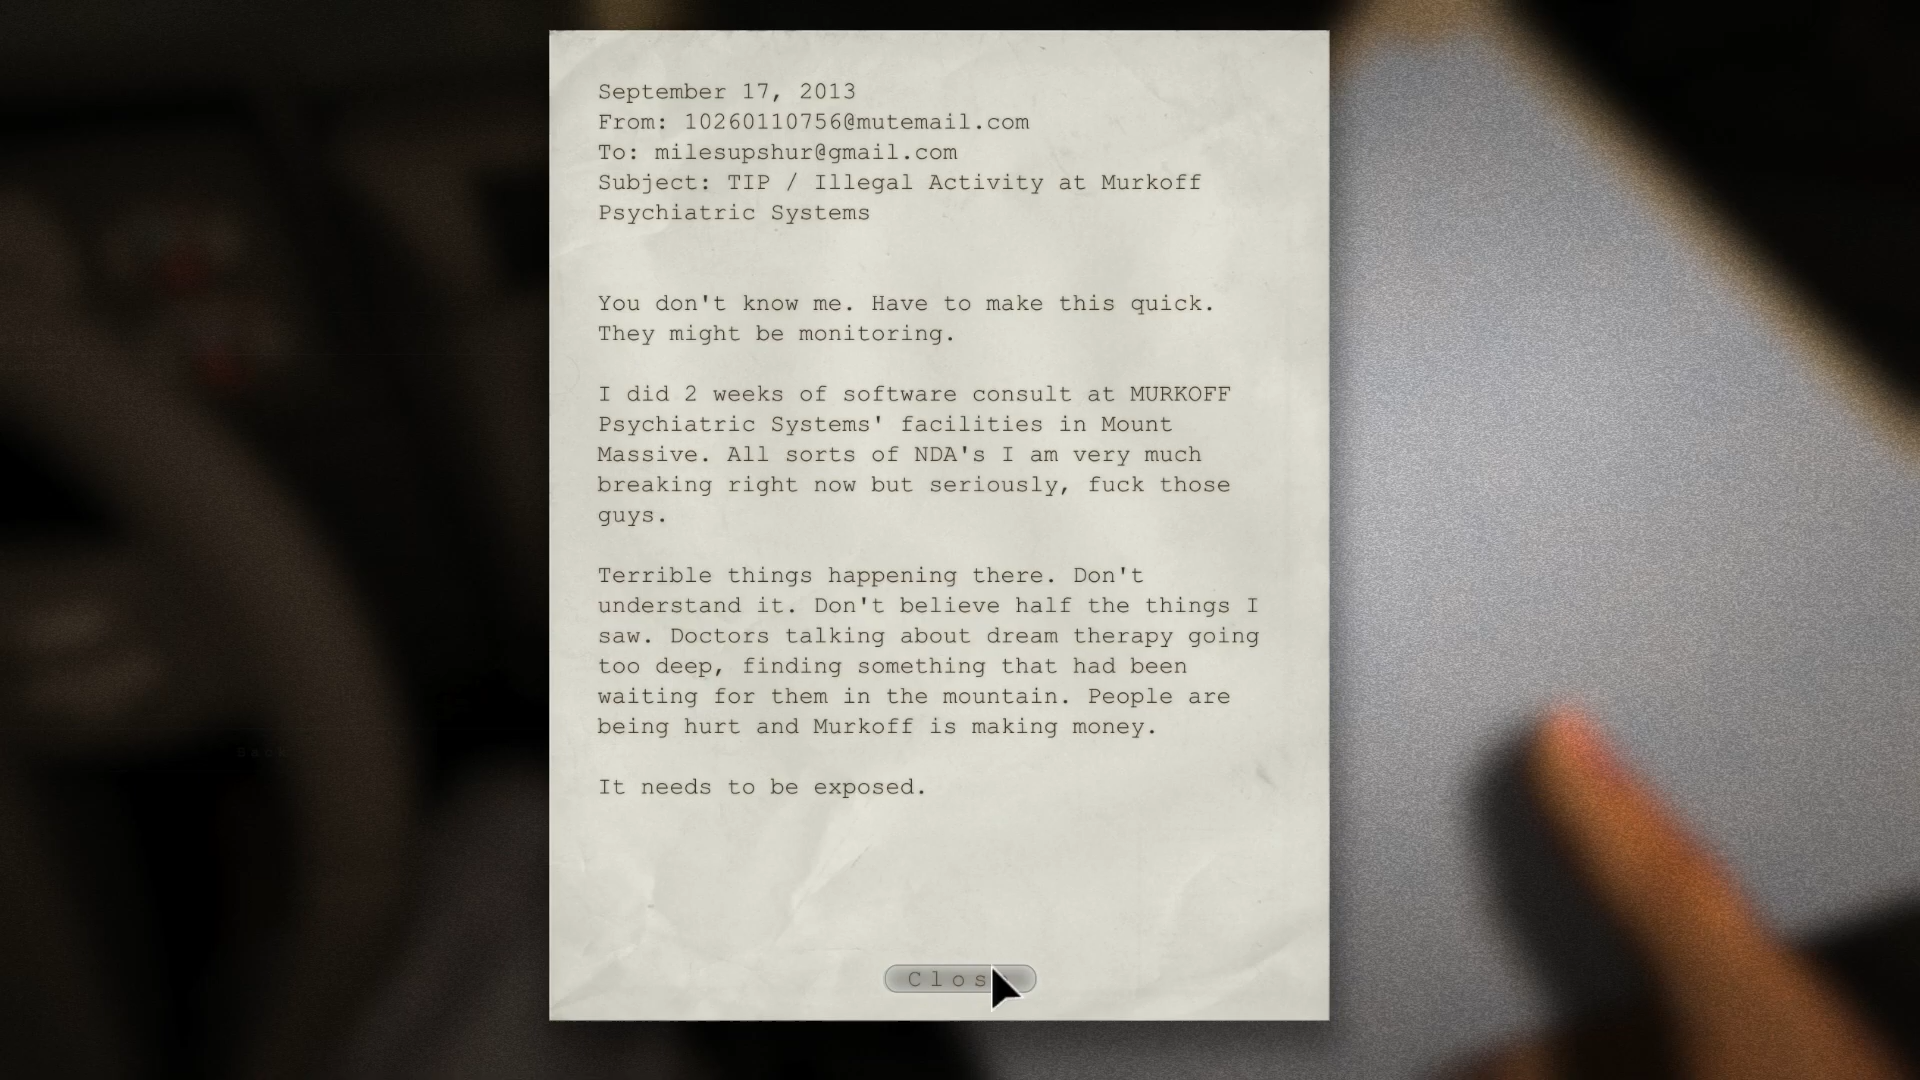 September 17, 2013
From: 10260110756@mutemail.com
To: milesupshur@gmail.com
Subject: TIP / Illegal Activity at Murkoff
Psychiatric Systems
You don't know me. Have to make this quick.
They might be monitoring.
I did 2 weeks of software consult at MURKOFF
Psychiatric Systems' facilities in Mount
Massive. All sorts of NDA's I am very much
breaking right now but seriously, fuck those
guys.
Terrible things happening there. Don't
understand it. Don't believe half the things I
saw. Doctors talking about dream therapy going
too deep, finding something that had been
waiting for them in the mountain. People are
being hurt and Murkoff is making money.
It needs to be exposed.
Back
Clos